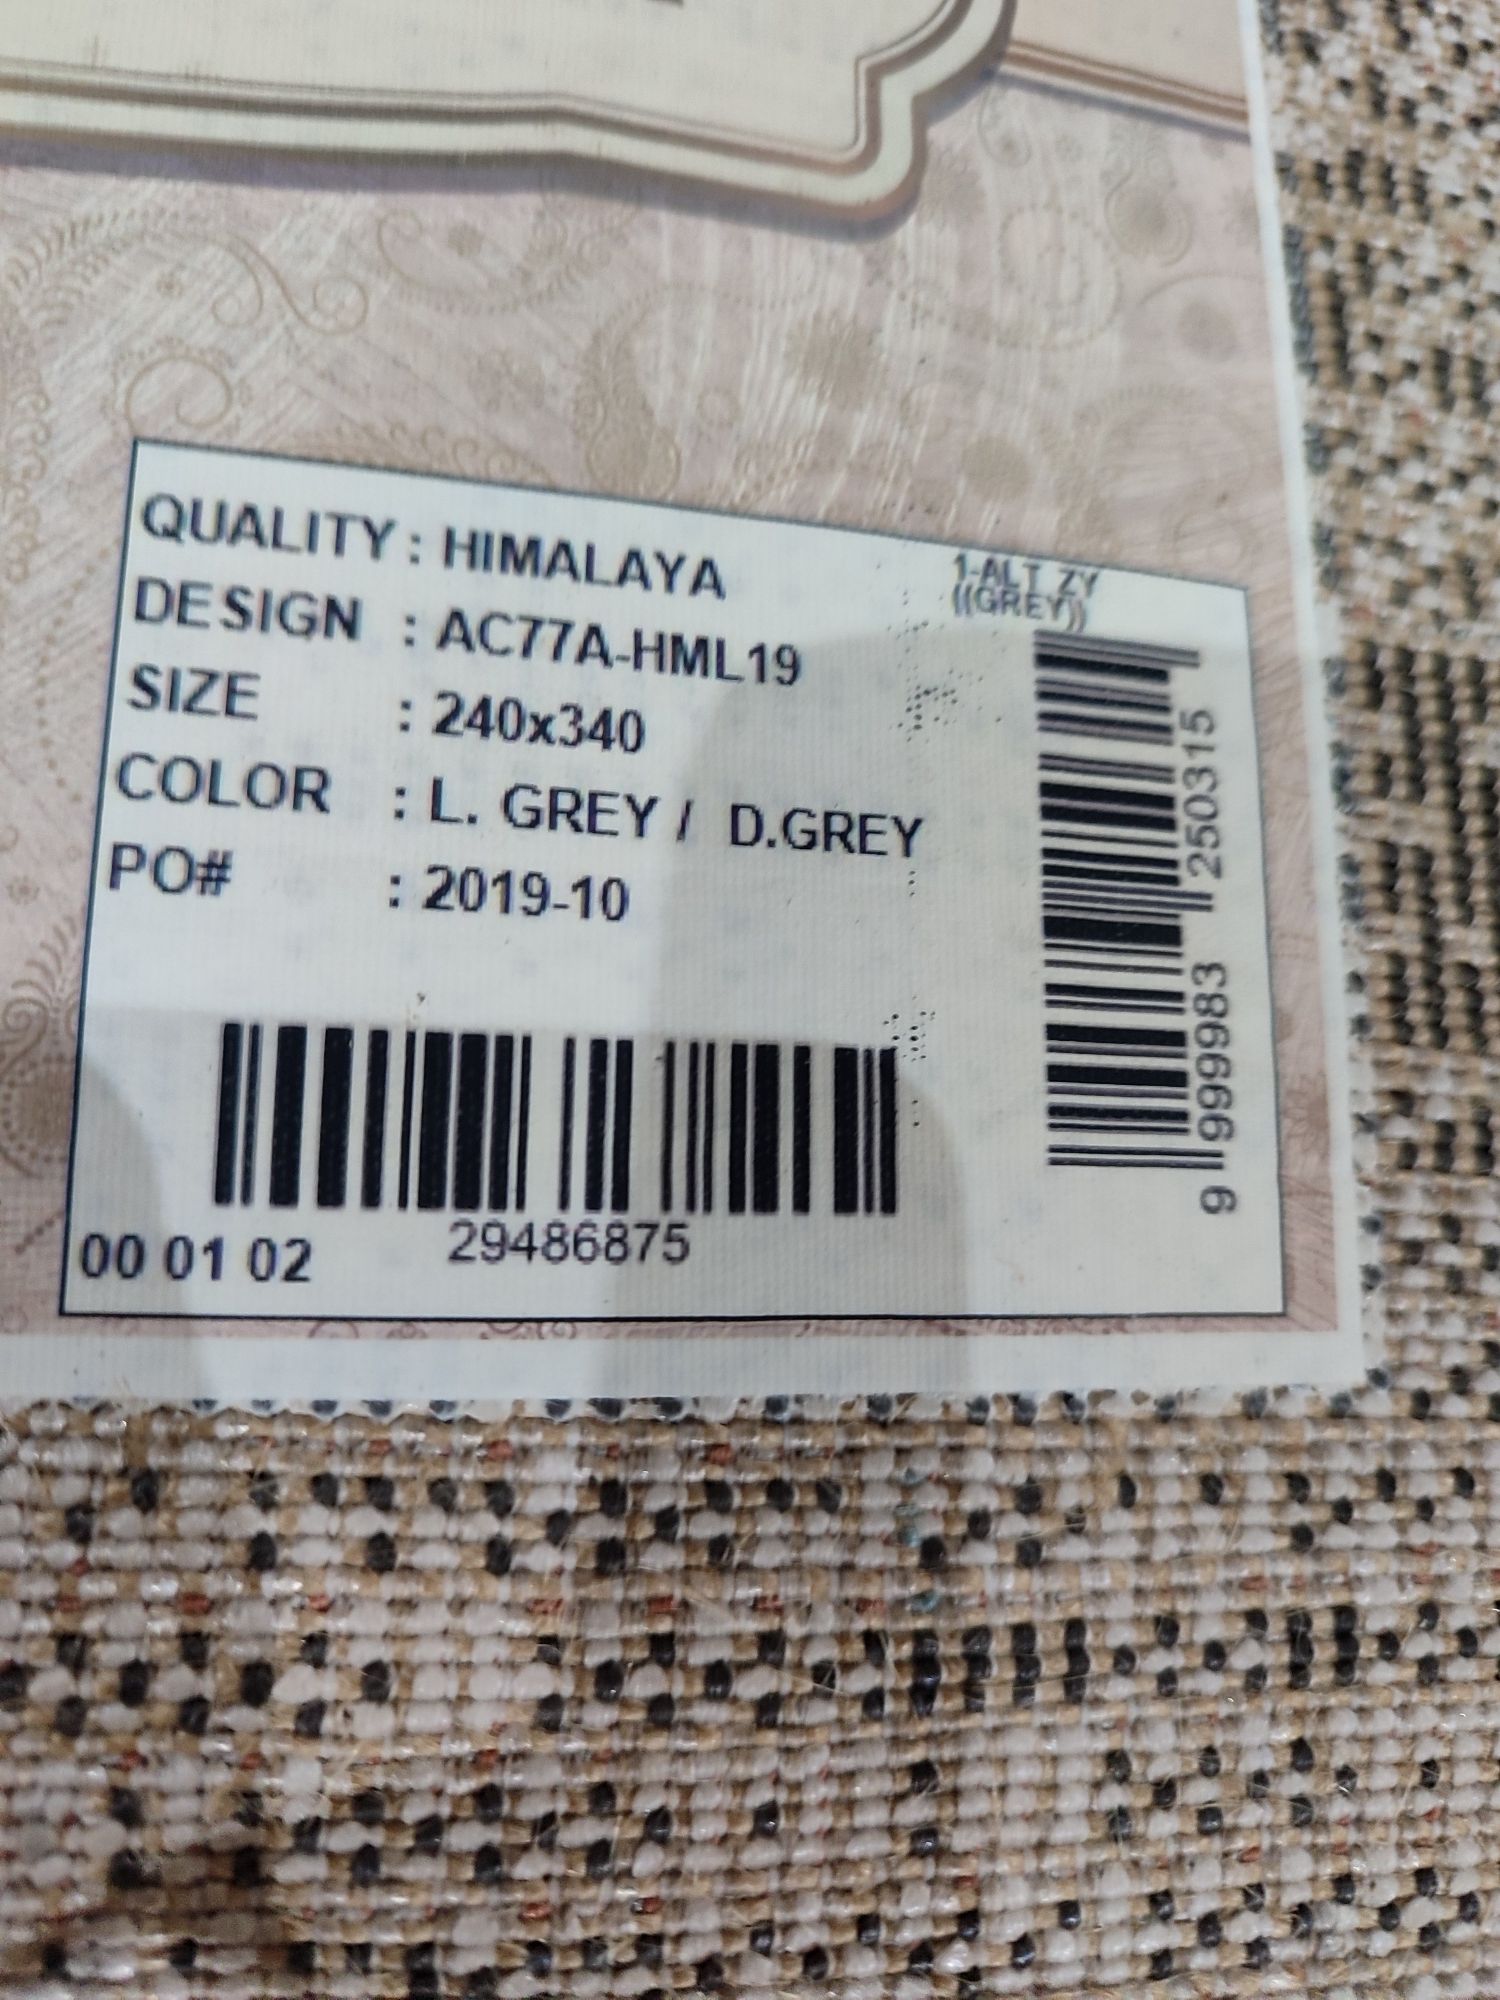 QUALITY : HIMALAYA
DESIGN : AC77A-HML19
SIZE : 240x340
COLOR : L. GREY / D.GREY
PO# : 2019-10
1-ALT ZY
((GREY))
9 999983 250315
29486875
00 01 02